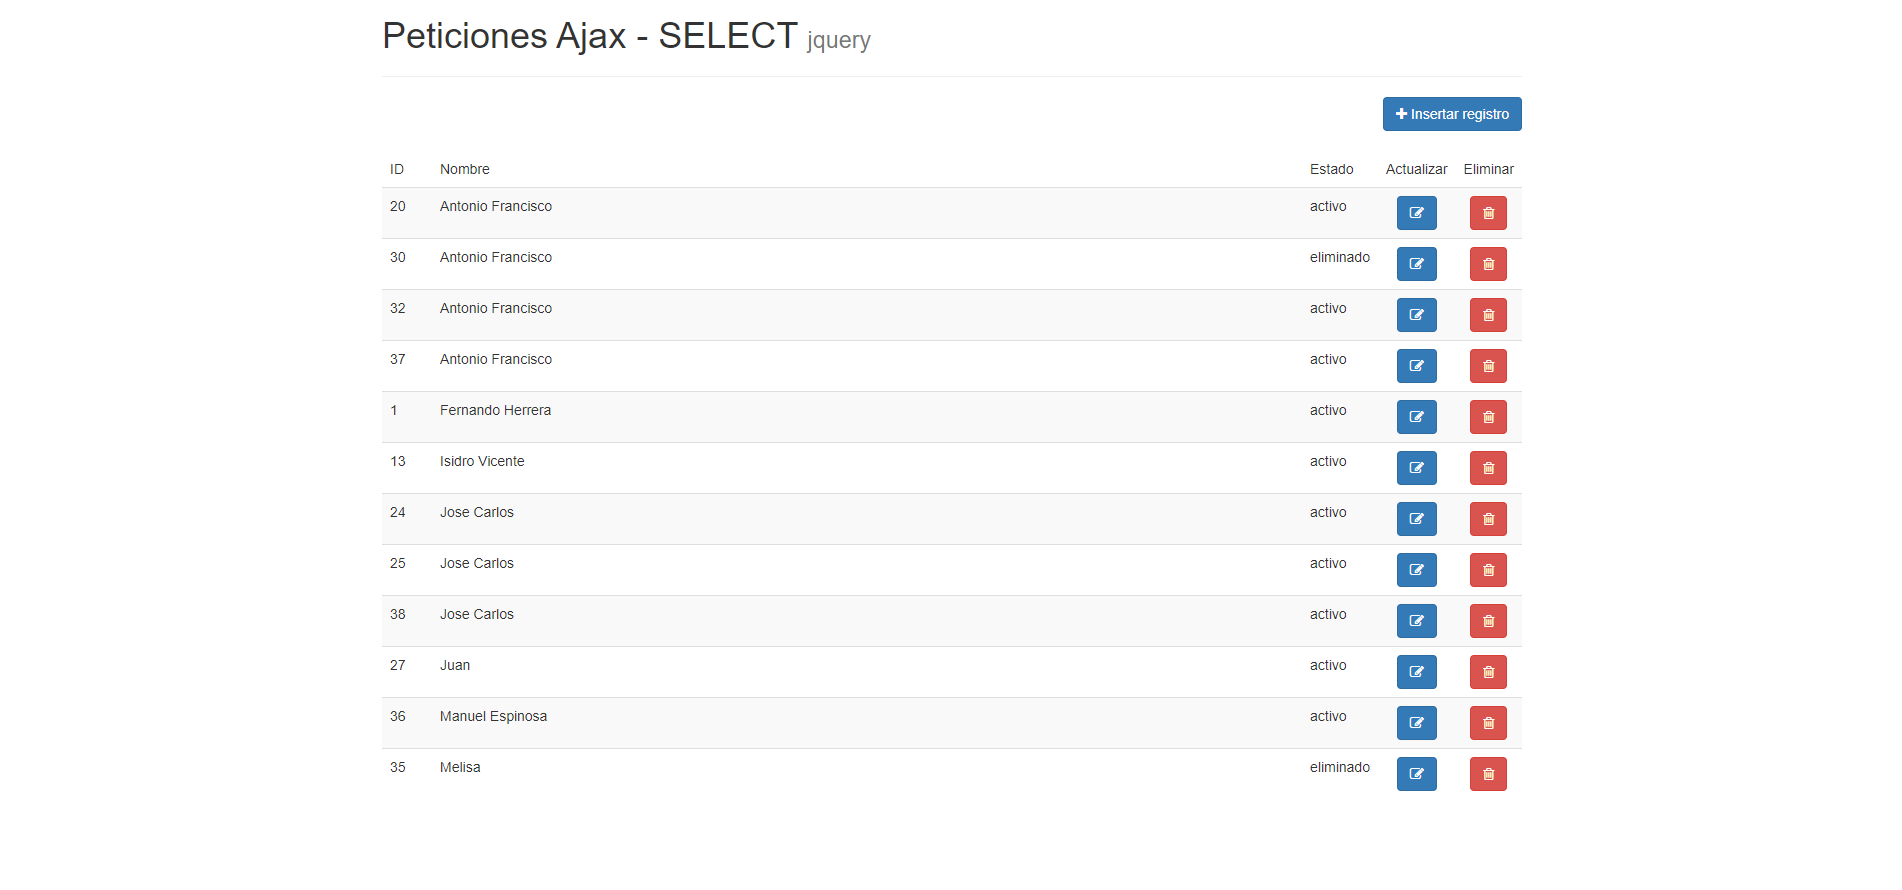 Peticiones Ajax - SELECT jquery
Insertar registro
ID Nombre Estado Actualizar Eliminar
20 Antonio Francisco activo
30 Antonio Francisco eliminado
32 Antonio Francisco activo
37 Antonio Francisco activo
1 Fernando Herrera activo
13 Isidro Vicente activo
24 Jose Carlos activo
25 Jose Carlos activo
38 Jose Carlos activo
27 Juan activo
36 Manuel Espinosa activo
35 Melisa eliminado